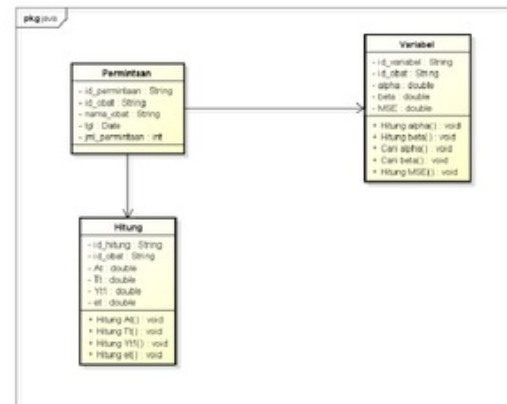 pkg java
Permintaan
- id_permintaan : String
- id_obat : String
- nama_obat : String
- tgl : Date
- jml_permintaan : int
Variabel
- id_variabel : String
- id_obat : String
- alpha : double
- beta : double
- MSE : double
+ Hitung alpha() : void
+ Hitung beta() : void
+ Cari alpha() : void
+ Cari beta() : void
+ Hitung MSE() : void
Hitung
- id_hitung : String
- id_obat : String
- At : double
- Tt : double
- Yt1 : double
- et : double
+ Hitung At() : void
+ Hitung Tt() : void
+ Hitung Yt1() : void
+ Hitung et() : void